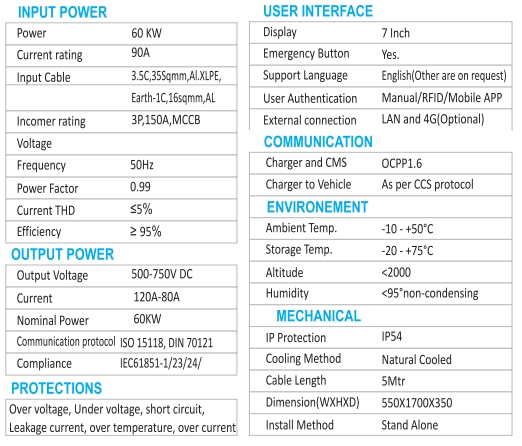 INPUT POWER
Power 60 KW
Current rating 90A
Input Cable 3.5C,35Sqmm,Al.XLPE,
Earth-1C,16sqmm,AL
Incomer rating 3P,150A,MCCB
Voltage
Frequency 50Hz
Power Factor 0.99
Current THD ≤5%
Efficiency ≥ 95%
OUTPUT POWER
Output Voltage 500-750V DC
Current 120A-80A
Nominal Power 60KW
Communication protocol ISO 15118, DIN 70121
Compliance IEC61851-1/23/24/
PROTECTIONS
Over voltage, Under voltage, short circuit,
Leakage current, over temperature, over current
USER INTERFACE
Display 7 Inch
Emergency Button Yes.
Support Language English(Other are on request)
User Authentication Manual/RFID/Mobile APP
External connection LAN and 4G(Optional)
COMMUNICATION
Charger and CMS OCPP1.6
Charger to Vehicle As per CCS protocol
ENVIRONEMENT
Ambient Temp. -10 - +50°C
Storage Temp. -20 - +75°C
Altitude <2000
Humidity <95°non-condensing
MECHANICAL
IP Protection IP54
Cooling Method Natural Cooled
Cable Length 5Mtr
Dimension(WXHXD) 550X1700X350
Install Method Stand Alone